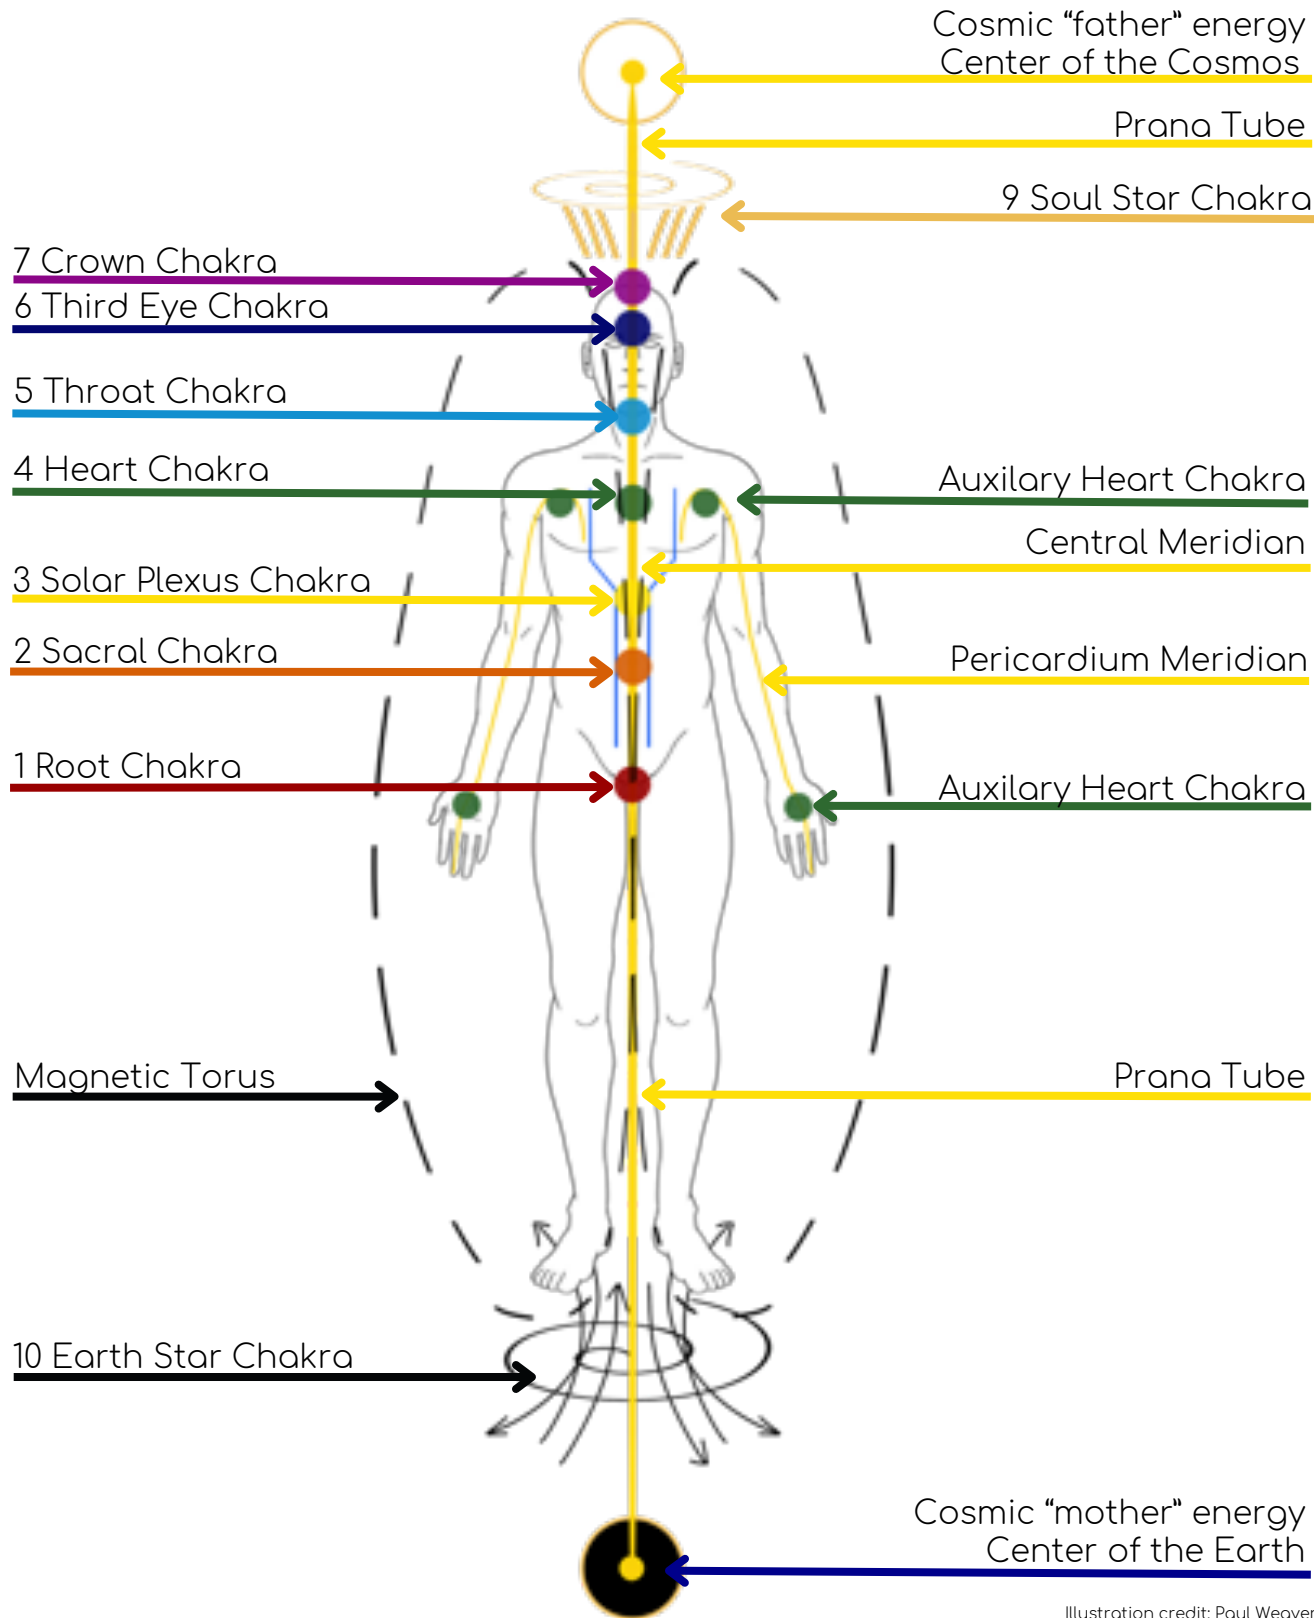 Cosmic “father” energy
Center of the Cosmos
Prana Tube
9 Soul Star Chakra
7 Crown Chakra
6 Third Eye Chakra
5 Throat Chakra
4 Heart Chakra
Auxilary Heart Chakra
Central Meridian
3 Solar Plexus Chakra
2 Sacral Chakra
Pericardium Meridian
1 Root Chakra
Auxilary Heart Chakra
Magnetic Torus
Prana Tube
10 Earth Star Chakra
Cosmic “mother” energy
Center of the Earth
Illustration credit: Paul Weaver